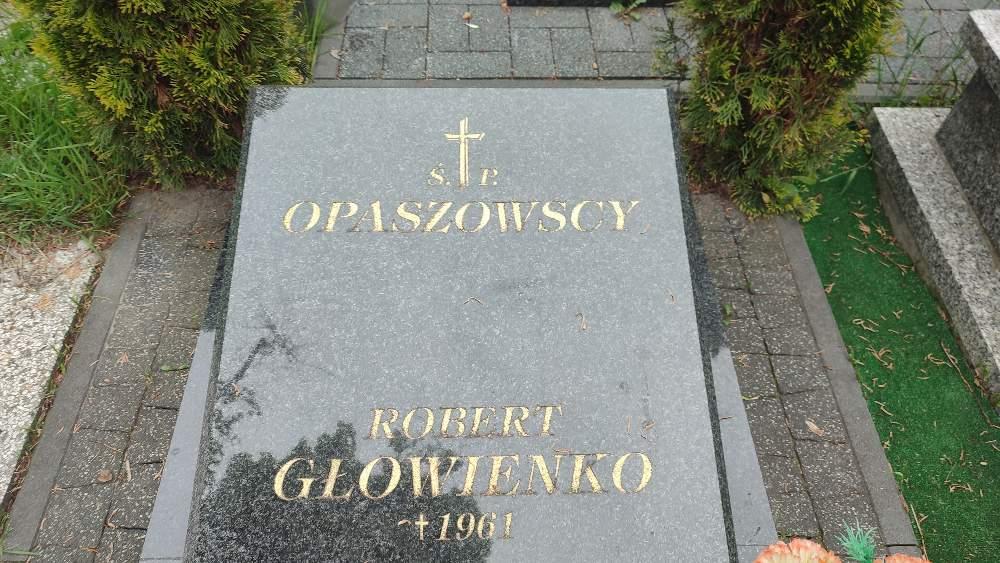 Ś. P.
OPASZOWSCY
ROBERT
GŁOWIENKO
✝ 1961